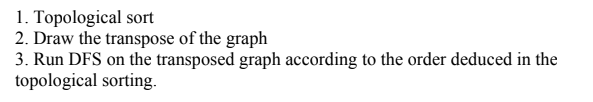 1. Topological sort
2. Draw the transpose of the graph
3. Run DFS on the transposed graph according to the order deduced in the
topological sorting.